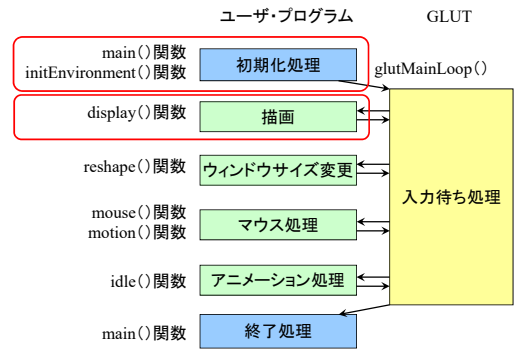 ユーザ・プログラム
GLUT
main()関数
initEnvironment()関数
初期化処理
glutMainLoop()
display()関数
描画
reshape()関数
ウィンドウサイズ変更
入力待ち処理
mouse()関数
motion()関数
マウス処理
idle()関数
アニメーション処理
main()関数
終了処理